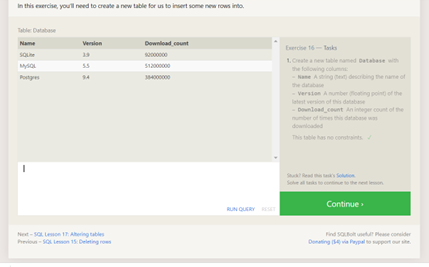 In this exercise, you'll need to create a new table for us to insert some new rows into.
Table: Database
Name Version Download_count
SQLite 3.9 92000000
MySQL 5.5 512000000
Postgres 9.4 384000000
RUN QUERY RESET
Exercise 16 — Tasks
1. Create a new table named Database with
the following columns:
– Name A string (text) describing the name of
the database
– Version A number (floating point) of the
latest version of this database
– Download_count An integer count of the
number of times this database was
downloaded
This table has no constraints. ✓
Stuck? Read this task's Solution.
Solve all tasks to continue to the next lesson.
Continue ›
Next – SQL Lesson 17: Altering tables
Previous – SQL Lesson 15: Deleting rows
Find SQLBolt useful? Please consider
Donating ($4) via Paypal to support our site.